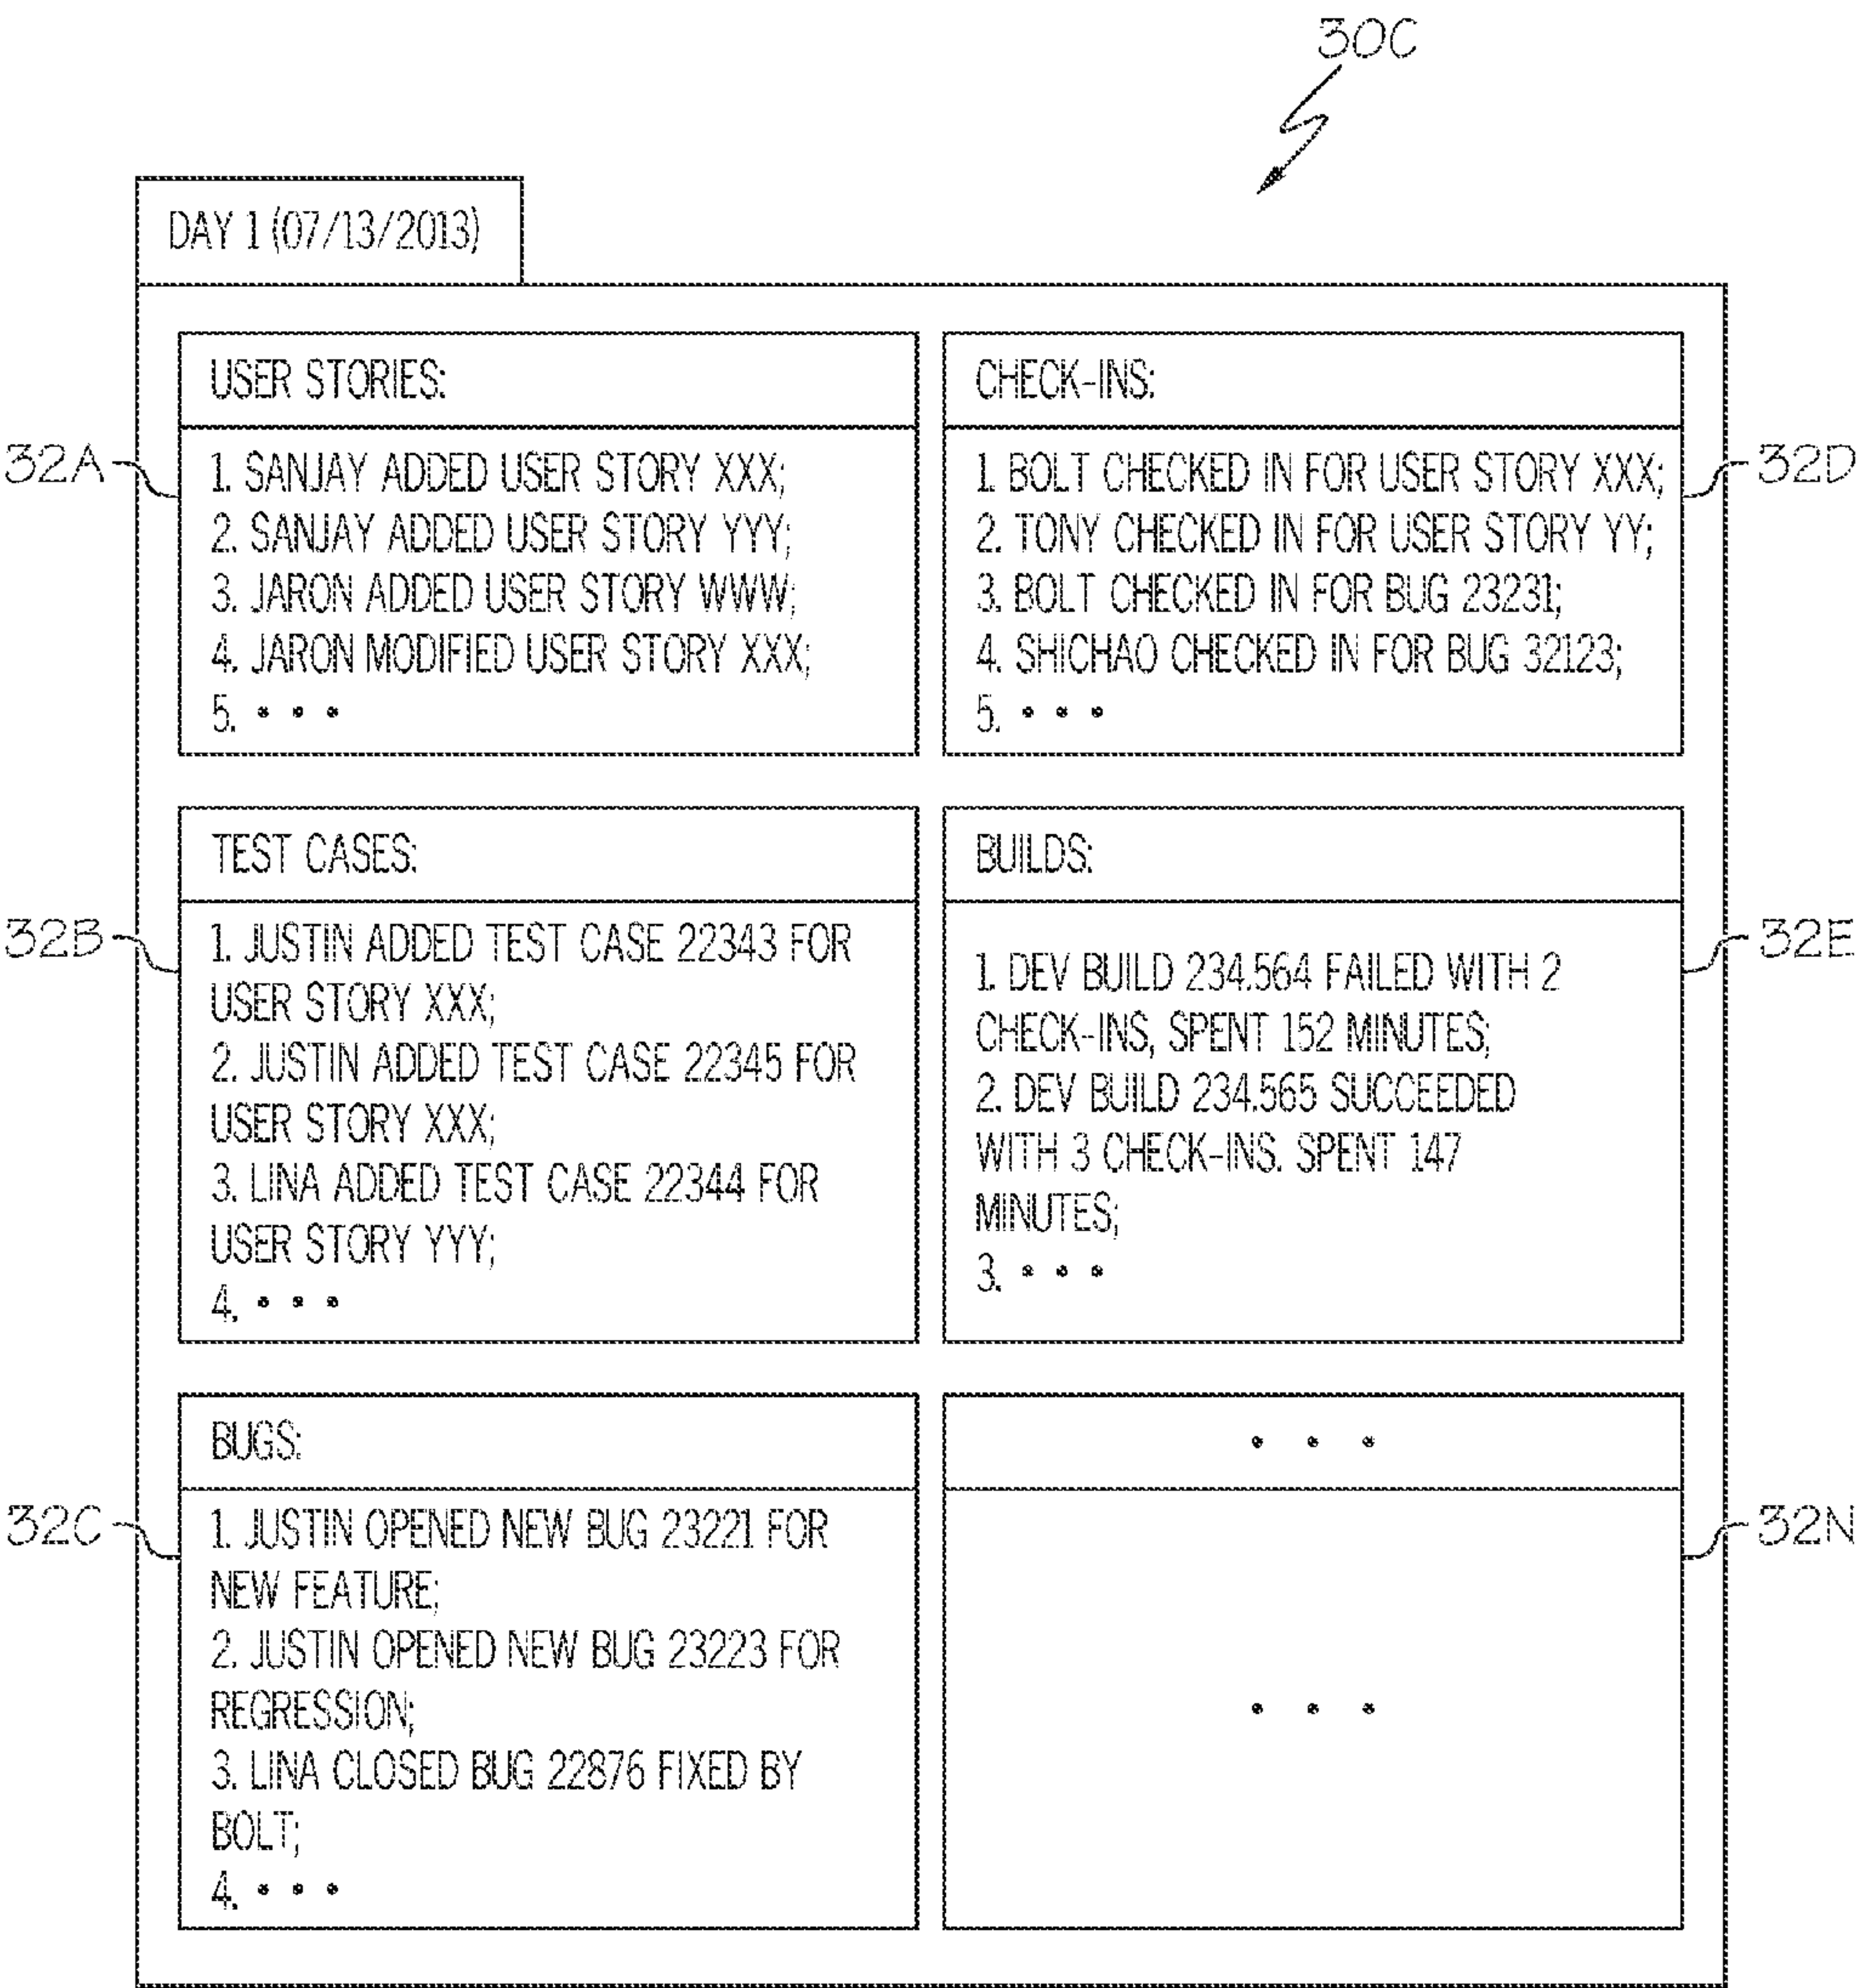 30C
DAY 1 (07/13/2013)
USER STORIES:
32A
1. SANJAY ADDED USER STORY XXX;
2. SANJAY ADDED USER STORY YYY;
3. JARON ADDED USER STORY WWW;
4. JARON MODIFIED USER STORY XXX;
5. • • •
CHECK-INS:
32D
1. BOLT CHECKED IN FOR USER STORY XXX;
2. TONY CHECKED IN FOR USER STORY YY;
3. BOLT CHECKED IN FOR BUG 23231;
4. SHICHAO CHECKED IN FOR BUG 32123;
5. • • •
TEST CASES:
32B
1. JUSTIN ADDED TEST CASE 22343 FOR
USER STORY XXX;
2. JUSTIN ADDED TEST CASE 22345 FOR
USER STORY XXX;
3. LINA ADDED TEST CASE 22344 FOR
USER STORY YYY;
4. • • •
BUILDS:
32E
1. DEV BUILD 234.564 FAILED WITH 2
CHECK-INS, SPENT 152 MINUTES;
2. DEV BUILD 234.565 SUCCEEDED
WITH 3 CHECK-INS. SPENT 147
MINUTES;
3. • • •
BUGS:
32C
1. JUSTIN OPENED NEW BUG 23221 FOR
NEW FEATURE;
2. JUSTIN OPENED NEW BUG 23223 FOR
REGRESSION;
3. LINA CLOSED BUG 22876 FIXED BY
BOLT;
4. • • •
• • •
32N
• • •